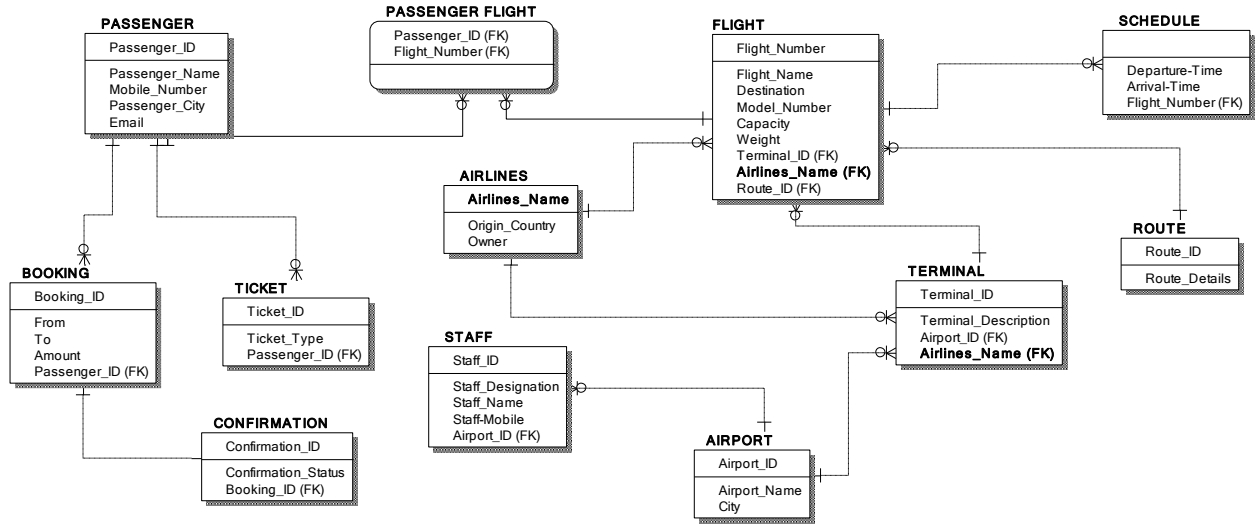 PASSENGER
Passenger_ID
Passenger_Name
Mobile_Number
Passenger_City
Email
PASSENGER FLIGHT
Passenger_ID (FK)
Flight_Number (FK)
FLIGHT
Flight_Number
Flight_Name
Destination
Model_Number
Capacity
Weight
Terminal_ID (FK)
Airlines_Name (FK)
Route_ID (FK)
SCHEDULE
Departure-Time
Arrival-Time
Flight_Number (FK)
AIRLINES
Airlines_Name
Origin_Country
Owner
ROUTE
Route_ID
Route_Details
BOOKING
Booking_ID
From
To
Amount
Passenger_ID (FK)
TICKET
Ticket_ID
Ticket_Type
Passenger_ID (FK)
TERMINAL
Terminal_ID
Terminal_Description
Airport_ID (FK)
Airlines_Name (FK)
STAFF
Staff_ID
Staff_Designation
Staff_Name
Staff-Mobile
Airport_ID (FK)
CONFIRMATION
Confirmation_ID
Confirmation_Status
Booking_ID (FK)
AIRPORT
Airport_ID
Airport_Name
City